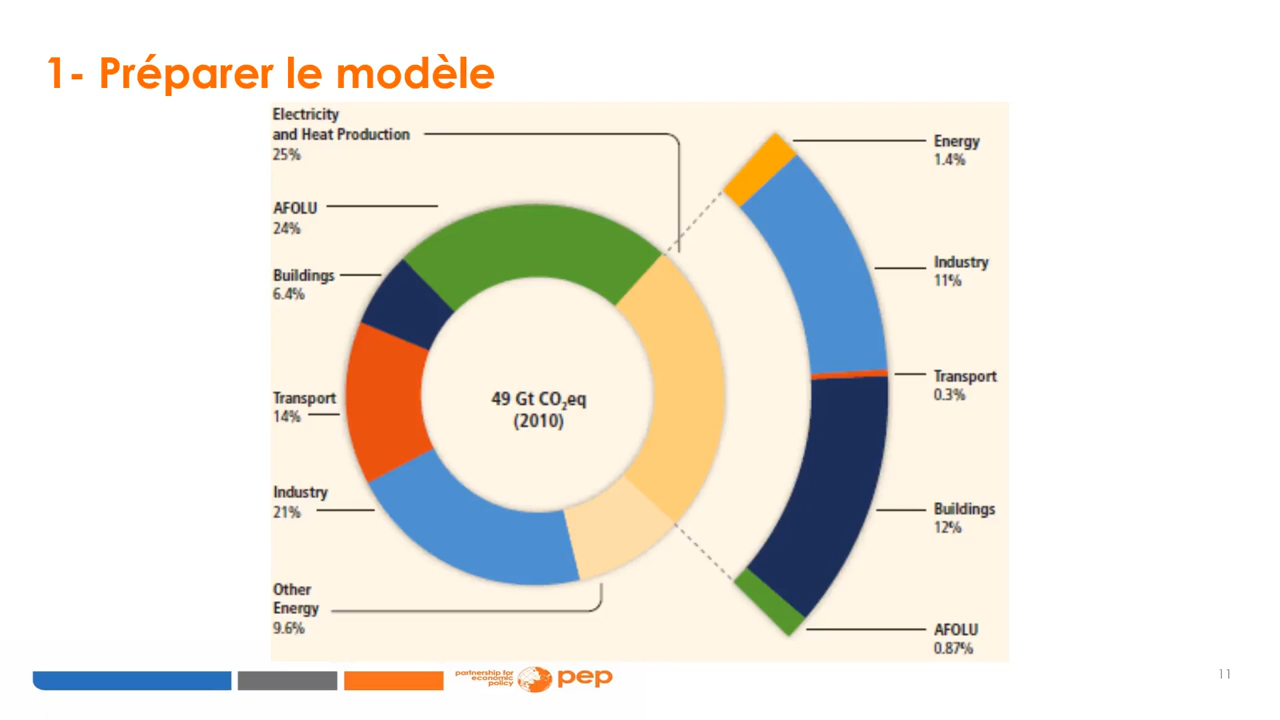 1- Préparer le modèle
Electricity
and Heat Production
25%
AFOLU
24%
Buildings
6.4%
Transport
14%
Industry
21%
Other
Energy
9.6%
49 Gt CO₂eq
(2010)
Energy
1.4%
Industry
11%
Transport
0.3%
Buildings
12%
AFOLU
0.87%
partnership for
economic
policy
pep
11